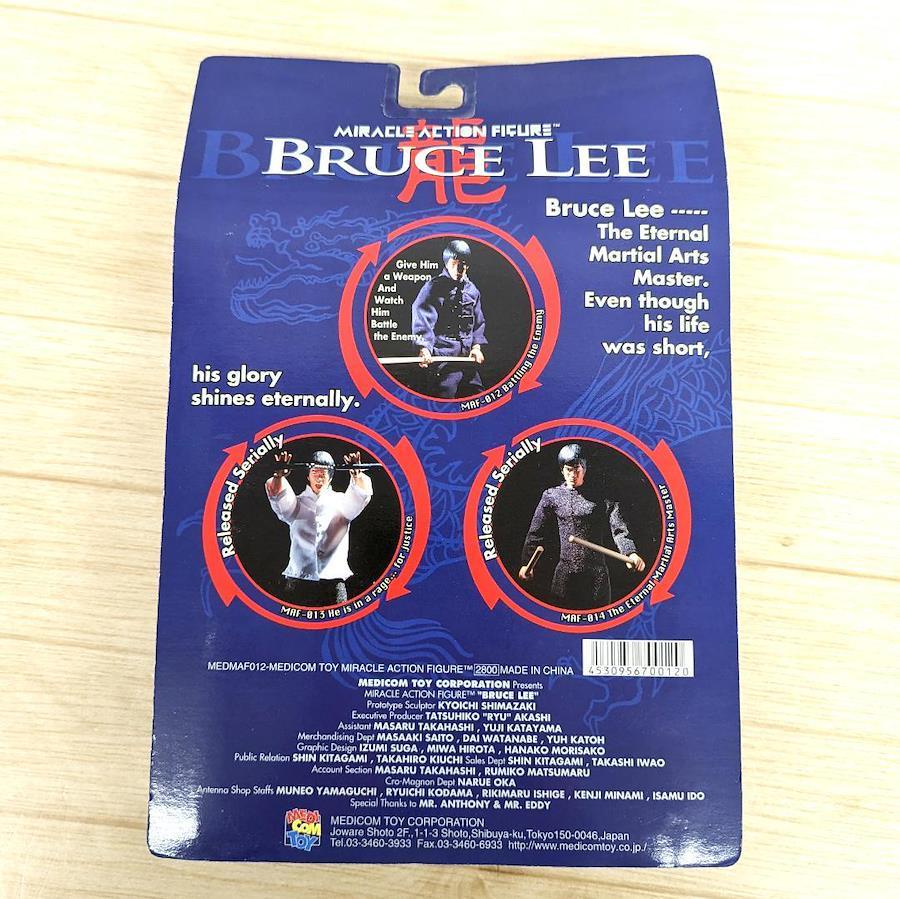 MIRACLE ACTION FIGURE™
BRUCE LEE
龍
Bruce Lee -----
The Eternal
Martial Arts
Master.
Even though
his life
was short,
his glory
shines eternally.
Give Him
a Weapon
And
Watch
Him
Battle
the Enemy.
MAF-012 Battling the Enemy
Released Serially
MAF-013 He is in a rage... for justice
Released Serially
MAF-014 The Eternal Martial Arts Master
MEDMAF012-MEDICOM TOY MIRACLE ACTION FIGURE™ 2800 MADE IN CHINA
4530956700120
MEDICOM TOY CORPORATION Presents
MIRACLE ACTION FIGURE™ "BRUCE LEE"
Prototype Sculptor KYOICHI SHIMAZAKI
Executive Producer TATSUHIKO "RYU" AKASHI
Assistant MASARU TAKAHASHI , YUJI KATAYAMA
Merchandising Dept MASAAKI SAITO , DAI WATANABE , YUH KATOH
Graphic Design IZUMI SUGA , MIWA HIROTA , HANAKO MORISAKO
Public Relation SHIN KITAGAMI , TAKAHIRO KIUCHI Sales Dept SHIN KITAGAMI , TAKASHI IWAO
Account Section MASARU TAKAHASHI , RUMIKO MATSUMARU
Cro-Magnon Dept NARUE OKA
Antenna Shop Staffs MUNEO YAMAGUCHI , RYUICHI KODAMA , RIKIMARU ISHIGE , KENJI MINAMI , ISAMU IDO
Special Thanks to MR. ANTHONY & MR. EDDY
MEDI
COM
TOY
MEDICOM TOY CORPORATION
Joware Shoto 2F.,1-1-3 Shoto,Shibuya-ku,Tokyo150-0046,Japan
Tel.03-3460-3933 Fax.03-3460-6933 http://www.medicomtoy.co.jp/